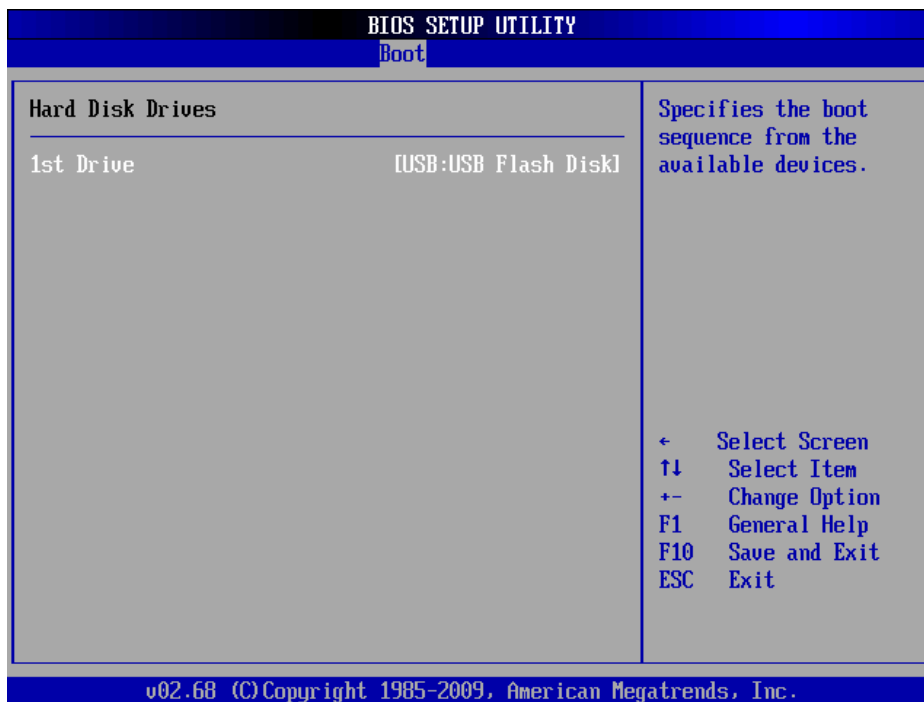 BIOS SETUP UTILITY
Boot
Hard Disk Drives
1st Drive [USB:USB Flash Disk]
Specifies the boot
sequence from the
available devices.
← Select Screen
↑↓ Select Item
+- Change Option
F1 General Help
F10 Save and Exit
ESC Exit
v02.68 (C)Copyright 1985-2009, American Megatrends, Inc.